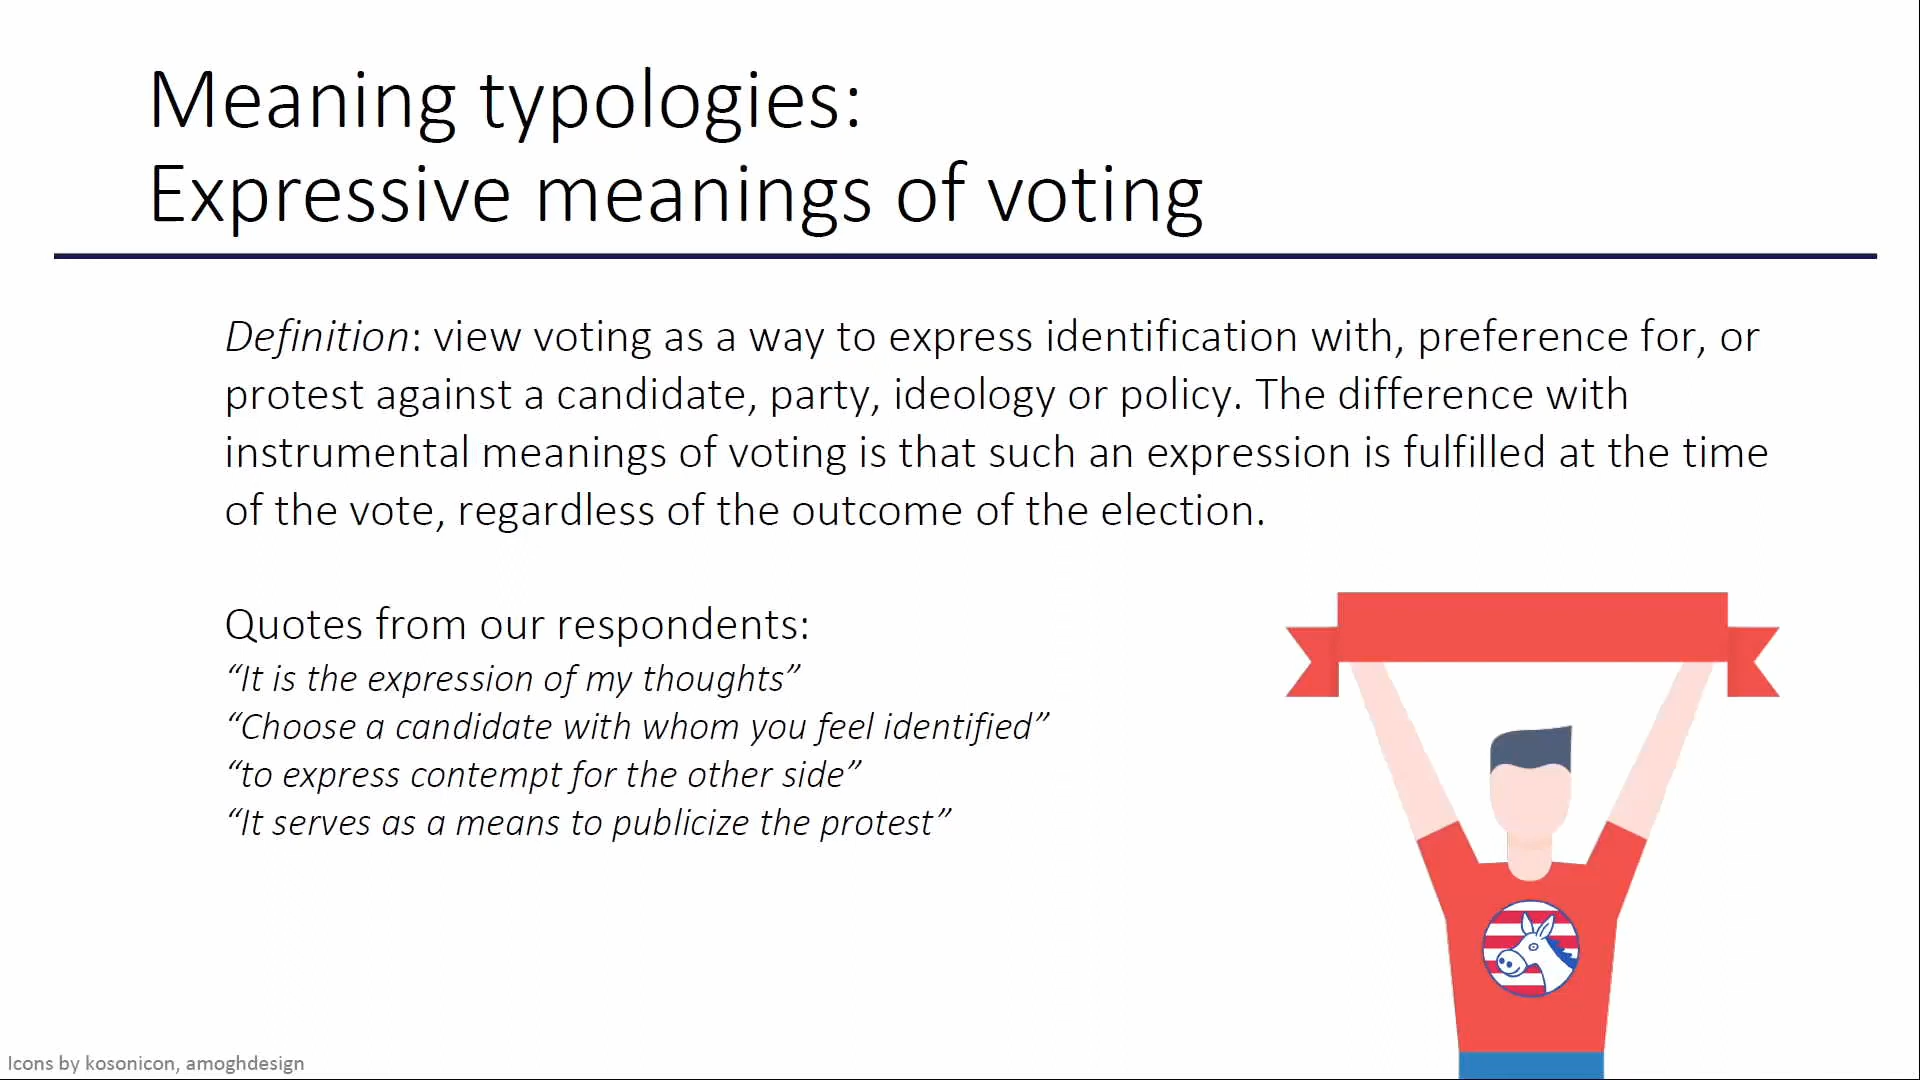 Meaning typologies:
Expressive meanings of voting
Definition: view voting as a way to express identification with, preference for, or
protest against a candidate, party, ideology or policy. The difference with
instrumental meanings of voting is that such an expression is fulfilled at the time
of the vote, regardless of the outcome of the election.
Quotes from our respondents:
“It is the expression of my thoughts”
“Choose a candidate with whom you feel identified”
“to express contempt for the other side”
“It serves as a means to publicize the protest”
Icons by kosonicon, amoghdesign